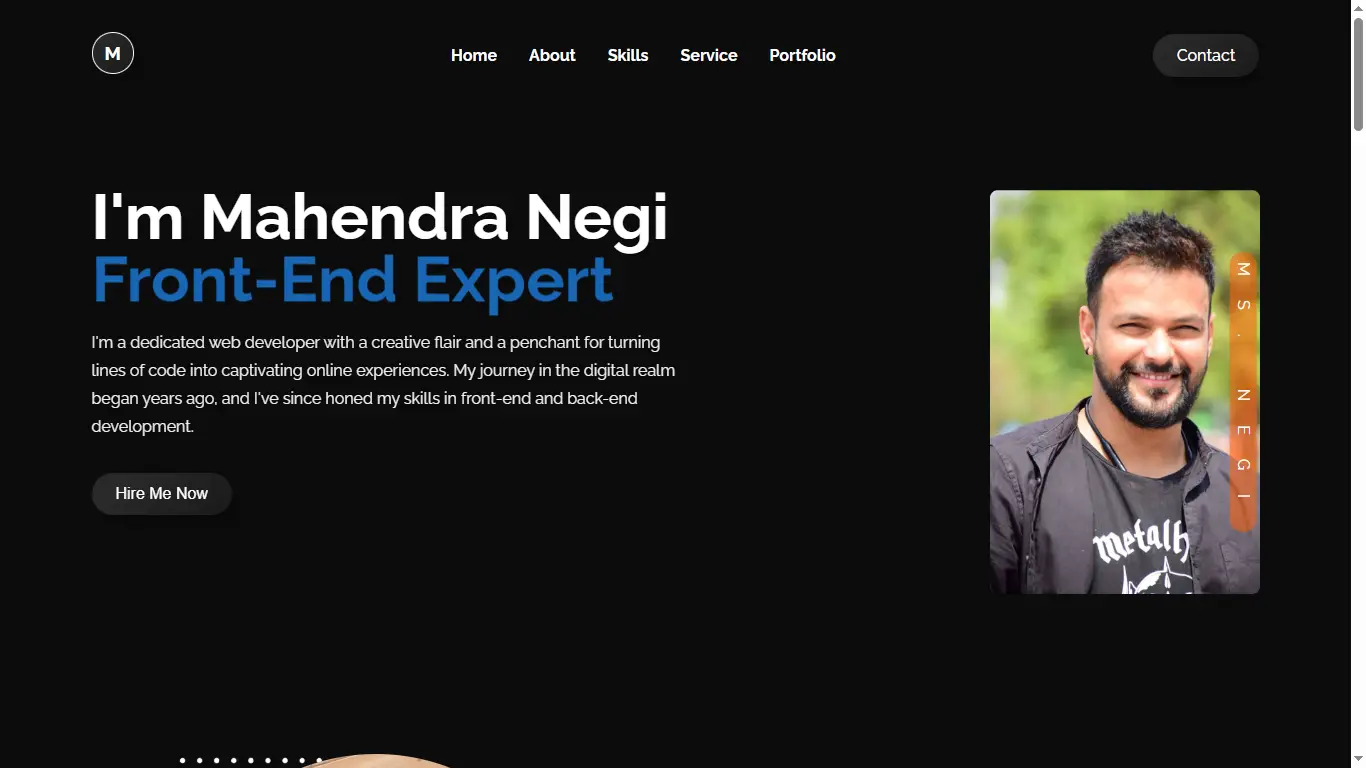 M
Home
About
Skills
Service
Portfolio
Contact
I'm Mahendra Negi
Front-End Expert
I'm a dedicated web developer with a creative flair and a penchant for turning
lines of code into captivating online experiences. My journey in the digital realm
began years ago, and I've since honed my skills in front-end and back-end
development.
Hire Me Now
MS. NEGI